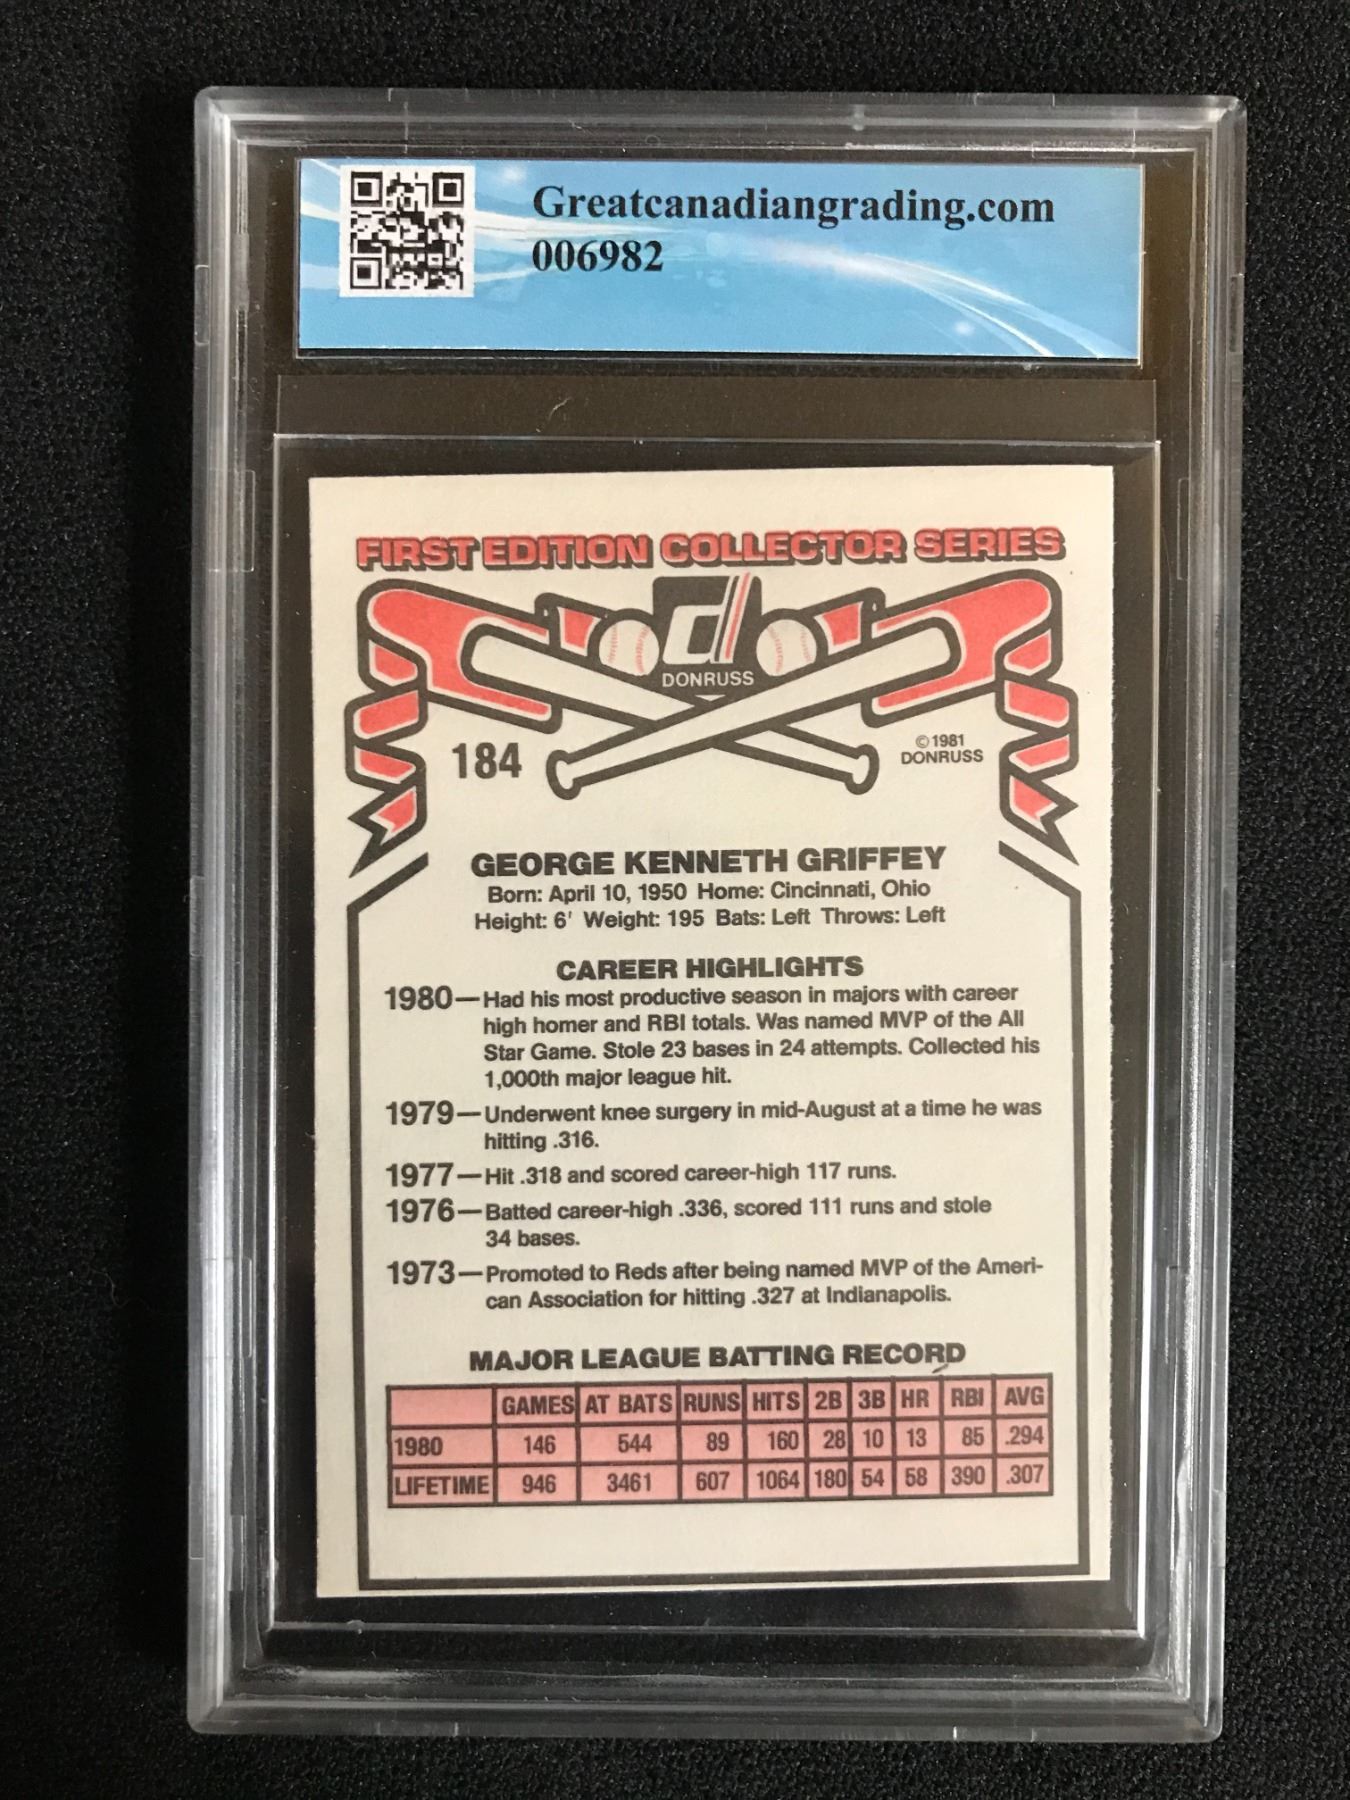 Greatcanadiangrading.com
006982
FIRST EDITION COLLECTOR SERIES
d
DONRUSS
184
©1981
DONRUSS
GEORGE KENNETH GRIFFEY
Born: April 10, 1950 Home: Cincinnati, Ohio
Height: 6' Weight: 195 Bats: Left Throws: Left
CAREER HIGHLIGHTS
1980—Had his most productive season in majors with career
high homer and RBI totals. Was named MVP of the All
Star Game. Stole 23 bases in 24 attempts. Collected his
1,000th major league hit.
1979—Underwent knee surgery in mid-August at a time he was
hitting .316.
1977—Hit .318 and scored career-high 117 runs.
1976—Batted career-high .336, scored 111 runs and stole
34 bases.
1973—Promoted to Reds after being named MVP of the Ameri-
can Association for hitting .327 at Indianapolis.
MAJOR LEAGUE BATTING RECORD
GAMES AT BATS RUNS HITS 2B 3B HR RBI AVG
1980 146 544 89 160 28 10 13 85 .294
LIFETIME 946 3461 607 1064 180 54 58 390 .307